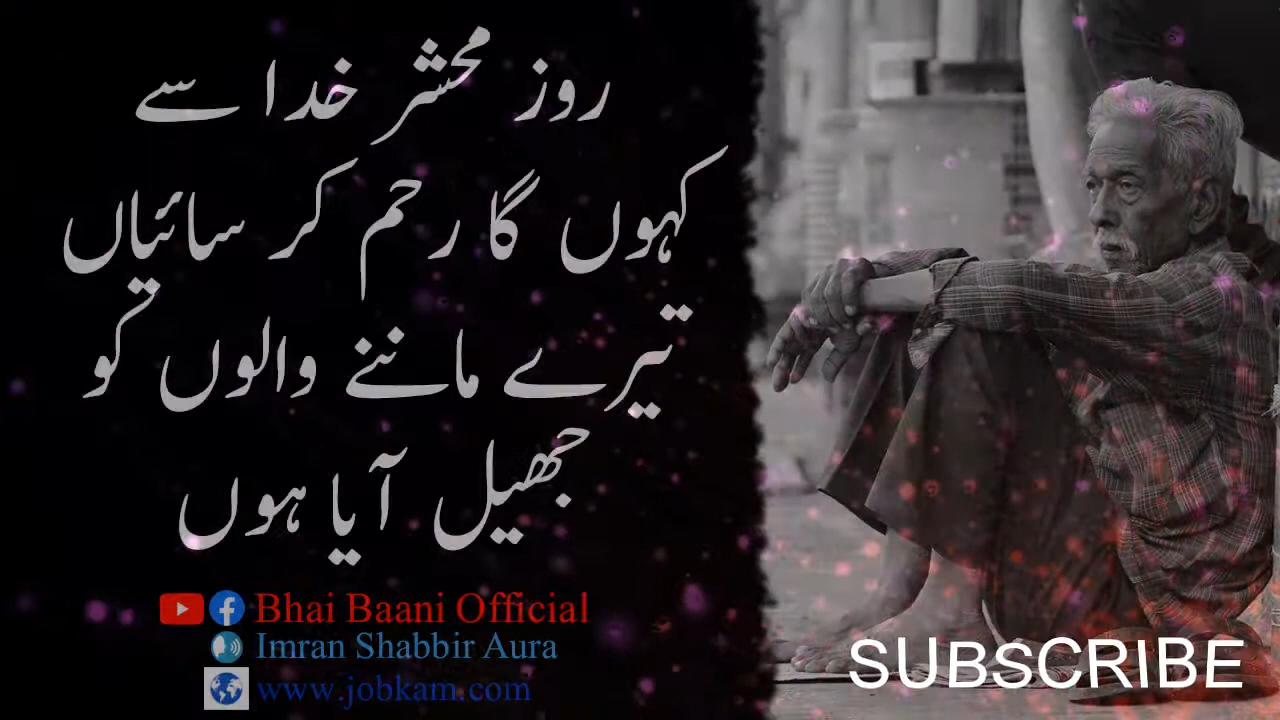 روز محشر خدا سے
کہوں گا رحم کر سائیاں
تیرے ماننے والوں کو
جھیل آیا ہوں
Bhai Baani Official
Imran Shabbir Aura
www.jobkam.com
SUBSCRIBE